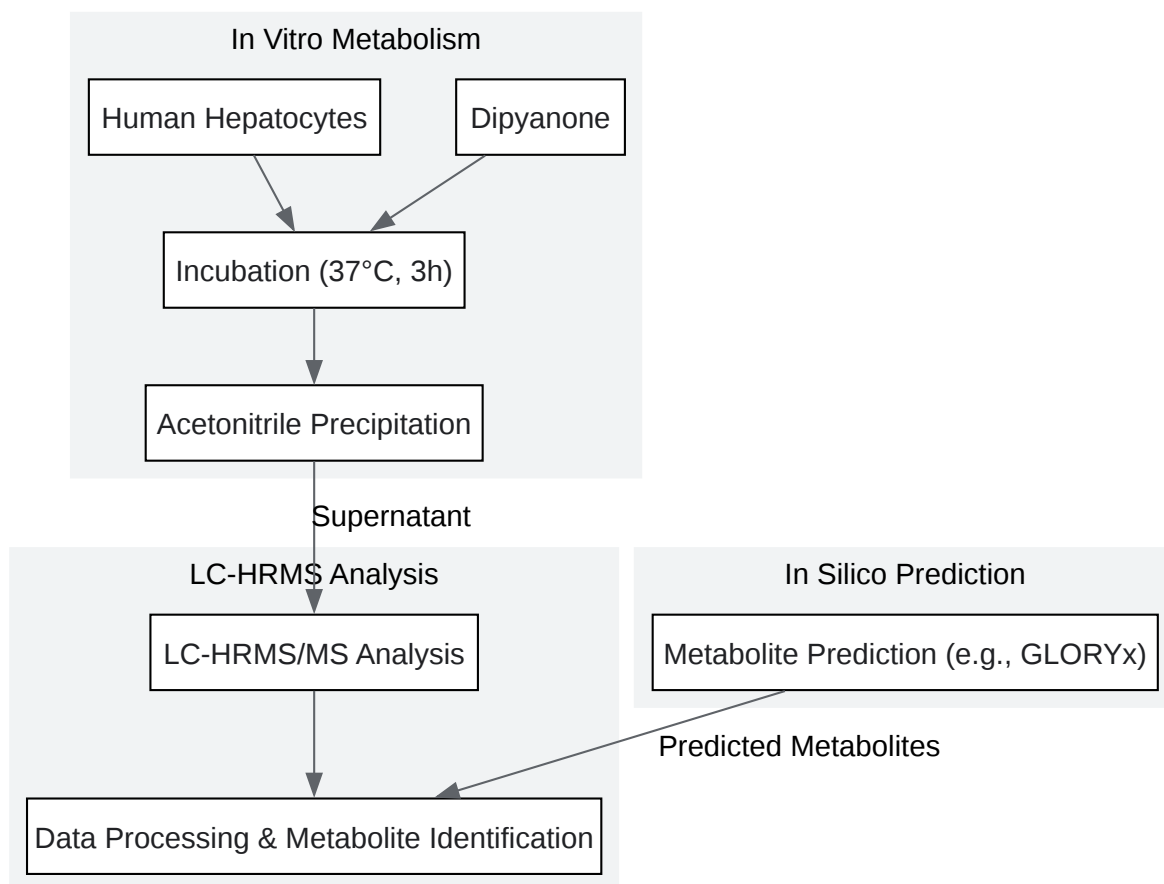 In Vitro Metabolism
Human Hepatocytes
Dipyanone
Incubation (37°C, 3h)
Acetonitrile Precipitation
Supernatant
LC-HRMS Analysis
In Silico Prediction
LC-HRMS/MS Analysis
Metabolite Prediction (e.g., GLORYx)
Predicted Metabolites
Data Processing & Metabolite Identification